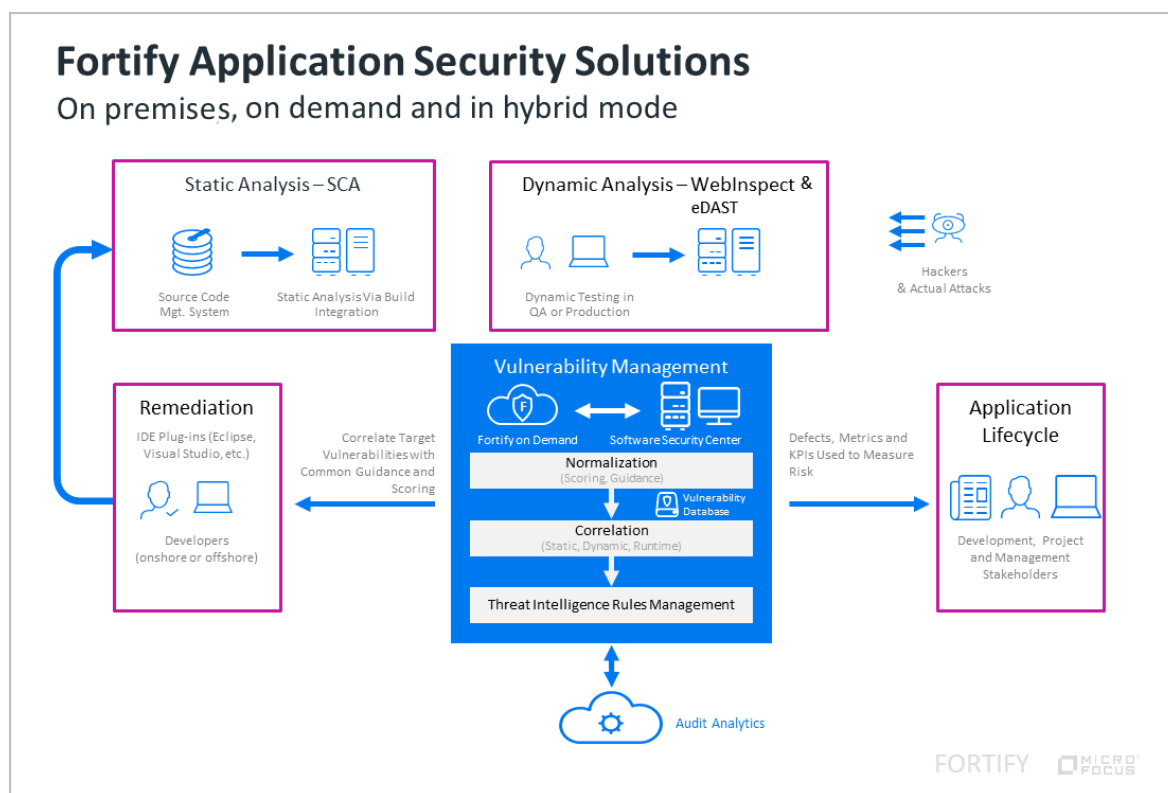 Fortify Application Security Solutions
On premises, on demand and in hybrid mode
Static Analysis – SCA
Source Code
Mgt. System
Static Analysis Via Build
Integration
Dynamic Analysis – WebInspect &
eDAST
Dynamic Testing in
QA or Production
Hackers
& Actual Attacks
Remediation
IDE Plug-ins (Eclipse,
Visual Studio, etc.)
Developers
(onshore or offshore)
Correlate Target
Vulnerabilities with
Common Guidance and
Scoring
Vulnerability Management
F
Fortify on Demand
Software Security Center
Normalization
(Scoring, Guidance)
Vulnerability
Database
Correlation
(Static, Dynamic, Runtime)
Threat Intelligence Rules Management
Defects, Metrics and
KPIs Used to Measure
Risk
Application
Lifecycle
Development, Project
and Management
Stakeholders
Audit Analytics
FORTIFY
MICRO
FOCUS